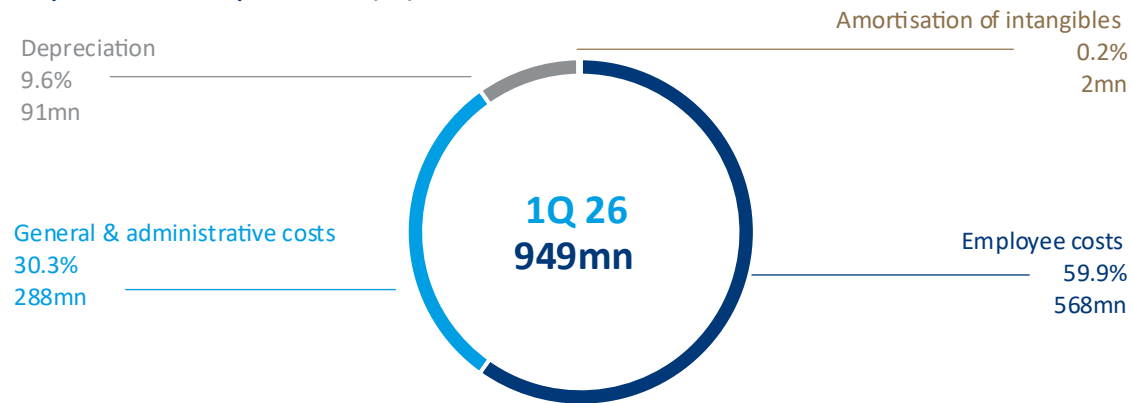 Amortisation of intangibles
0.2%
2mn
Depreciation
9.6%
91mn
1Q 26
949mn
General & administrative costs
30.3%
288mn
Employee costs
59.9%
568mn